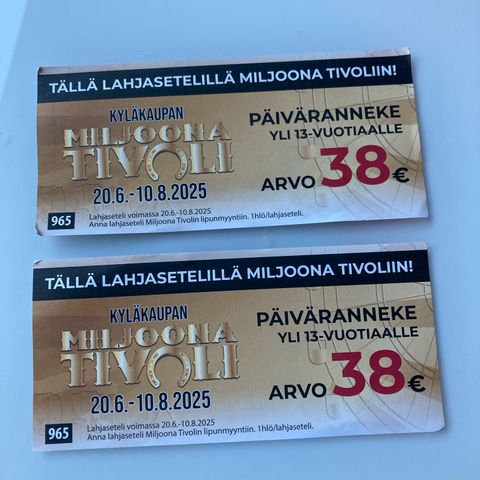 TÄLLÄ LAHJASETELILLÄ MILJOONA TIVOLIIN!
KYLÄKAUPAN
MILJOONA
TIVOLI
20.6.-10.8.2025
PÄIVÄRANNEKE
YLI 13-VUOTIAALLE
ARVO 38€
965
Lahjaseteli voimassa 20.6.-10.8.2025
Anna lahjaseteli Miljoona Tivolin lipunmyyntiin. 1hlö/lahjaseteli.
TÄLLÄ LAHJASETELILLÄ MILJOONA TIVOLIIN!
KYLÄKAUPAN
MILJOONA
TIVOLI
20.6.-10.8.2025
PÄIVÄRANNEKE
YLI 13-VUOTIAALLE
ARVO 38€
965
Lahjaseteli voimassa 20.6.-10.8.2025
Anna lahjaseteli Miljoona Tivolin lipunmyyntiin. 1hlö/lahjaseteli.